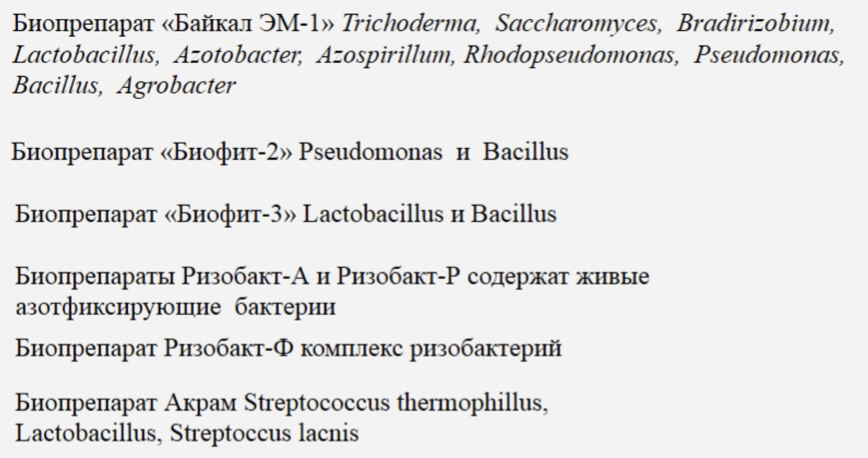 Биопрепарат «Байкал ЭМ-1» Trichoderma, Saccharomyces, Bradirizobium,
Lactobacillus, Azotobacter, Azospirillum, Rhodopseudomonas, Pseudomonas,
Bacillus, Agrobacter
Биопрепарат «Биофит-2» Pseudomonas и Bacillus
Биопрепарат «Биофит-3» Lactobacillus и Bacillus
Биопрепараты Ризобакт-А и Ризобакт-Р содержат живые
азотфиксирующие бактерии
Биопрепарат Ризобакт-Ф комплекс ризобактерий
Биопрепарат Акрам Streptococcus thermophillus,
Lactobacillus, Streptoccus lacnis